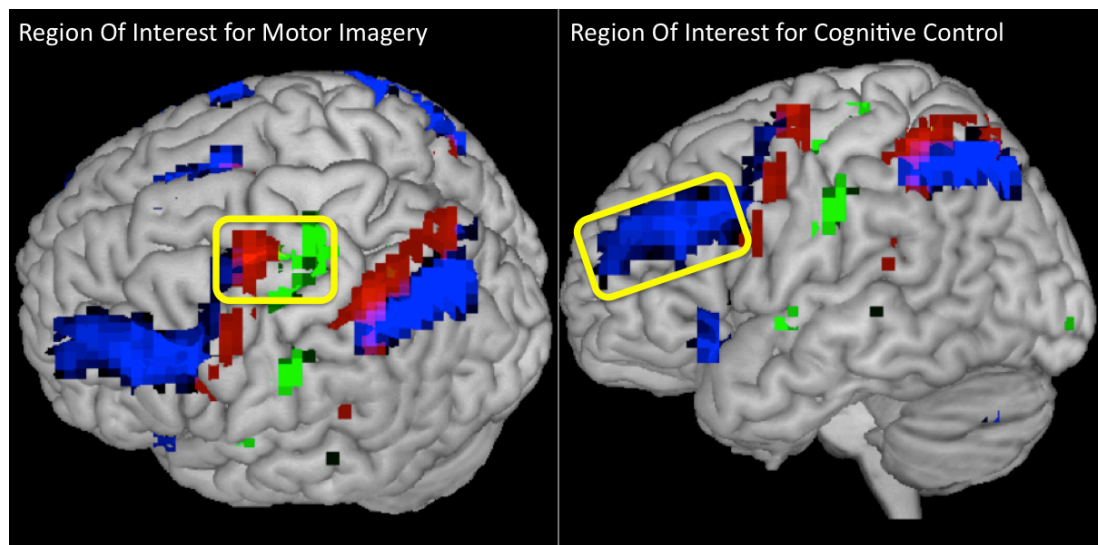 Region Of Interest for Motor Imagery
Region Of Interest for Cognitive Control